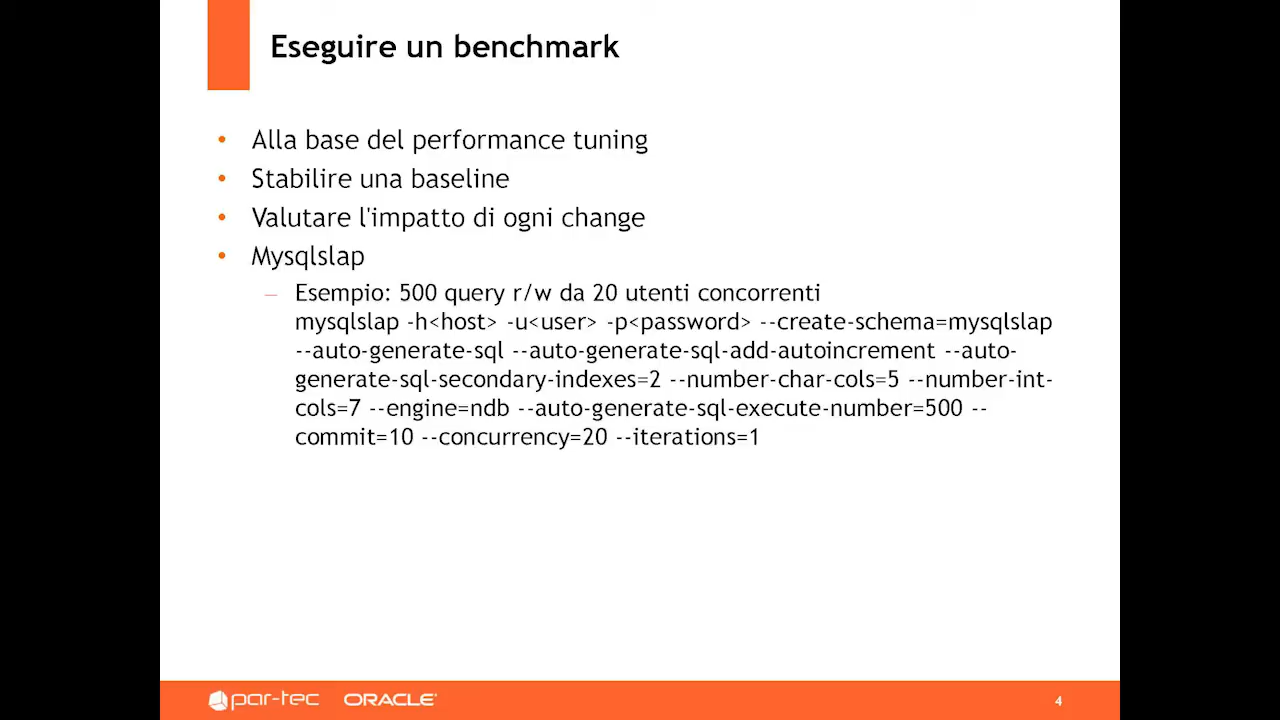 Eseguire un benchmark
• Alla base del performance tuning
• Stabilire una baseline
• Valutare l'impatto di ogni change
• Mysqlslap
– Esempio: 500 query r/w da 20 utenti concorrenti
mysqlslap -h<host> -u<user> -p<password> --create-schema=mysqlslap
--auto-generate-sql --auto-generate-sql-add-autoincrement --auto-
generate-sql-secondary-indexes=2 --number-char-cols=5 --number-int-
cols=7 --engine=ndb --auto-generate-sql-execute-number=500 --
commit=10 --concurrency=20 --iterations=1
par-tec ORACLE 4